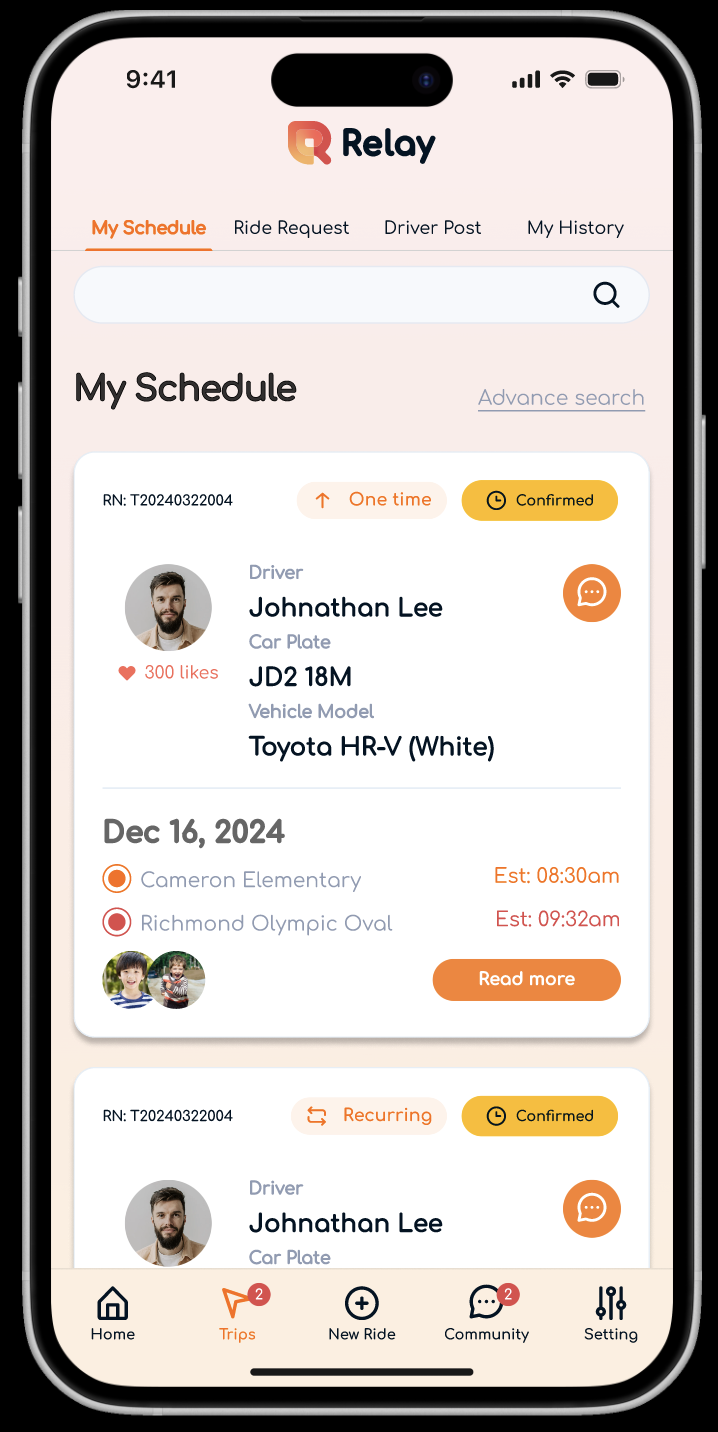 9:41
Relay
My Schedule Ride Request Driver Post My History
My Schedule
Advance search
RN: T20240322004 One time Confirmed
Driver
Johnathan Lee
Car Plate
300 likes
JD2 18M
Vehicle Model
Toyota HR-V (White)
Dec 16, 2024
Cameron Elementary Est: 08:30am
Richmond Olympic Oval Est: 09:32am
Read more
RN: T20240322004 Recurring Confirmed
Driver
Johnathan Lee
Car Plate
2 2
Home Trips New Ride Community Setting